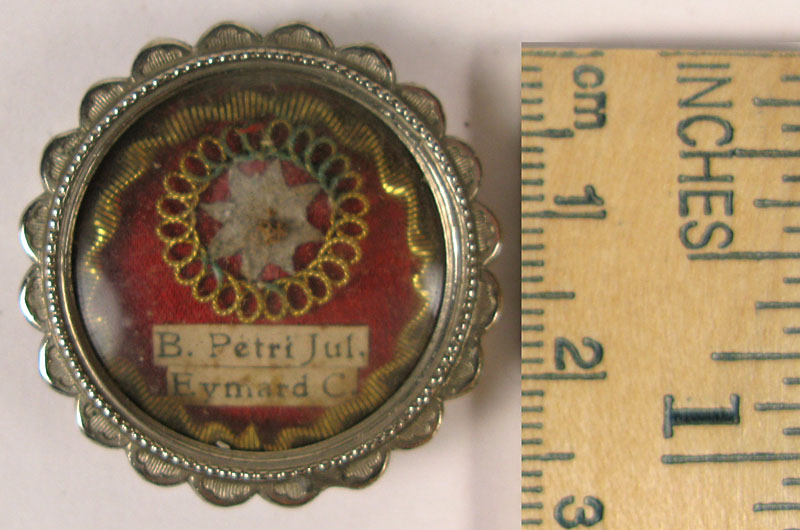 B. Petri Jul.
Eymard C.
cm
1
2
3
INCHES
1